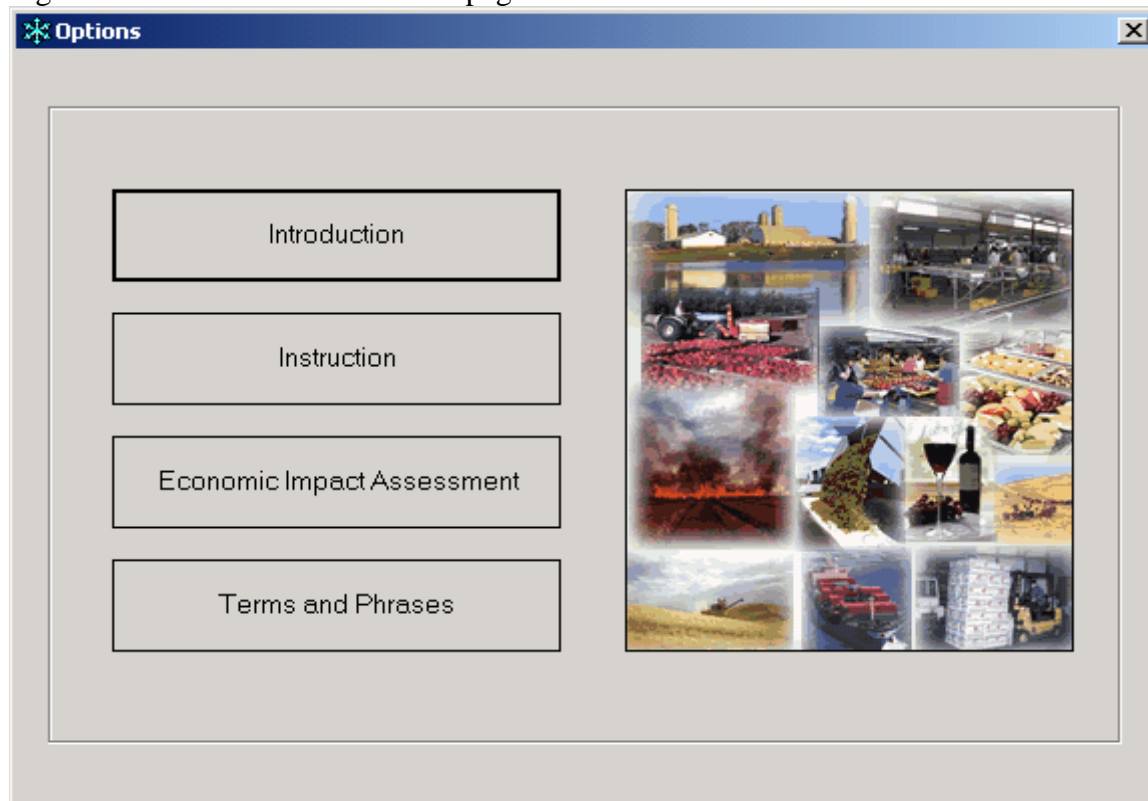 Options
Introduction
Instruction
Economic Impact Assessment
Terms and Phrases